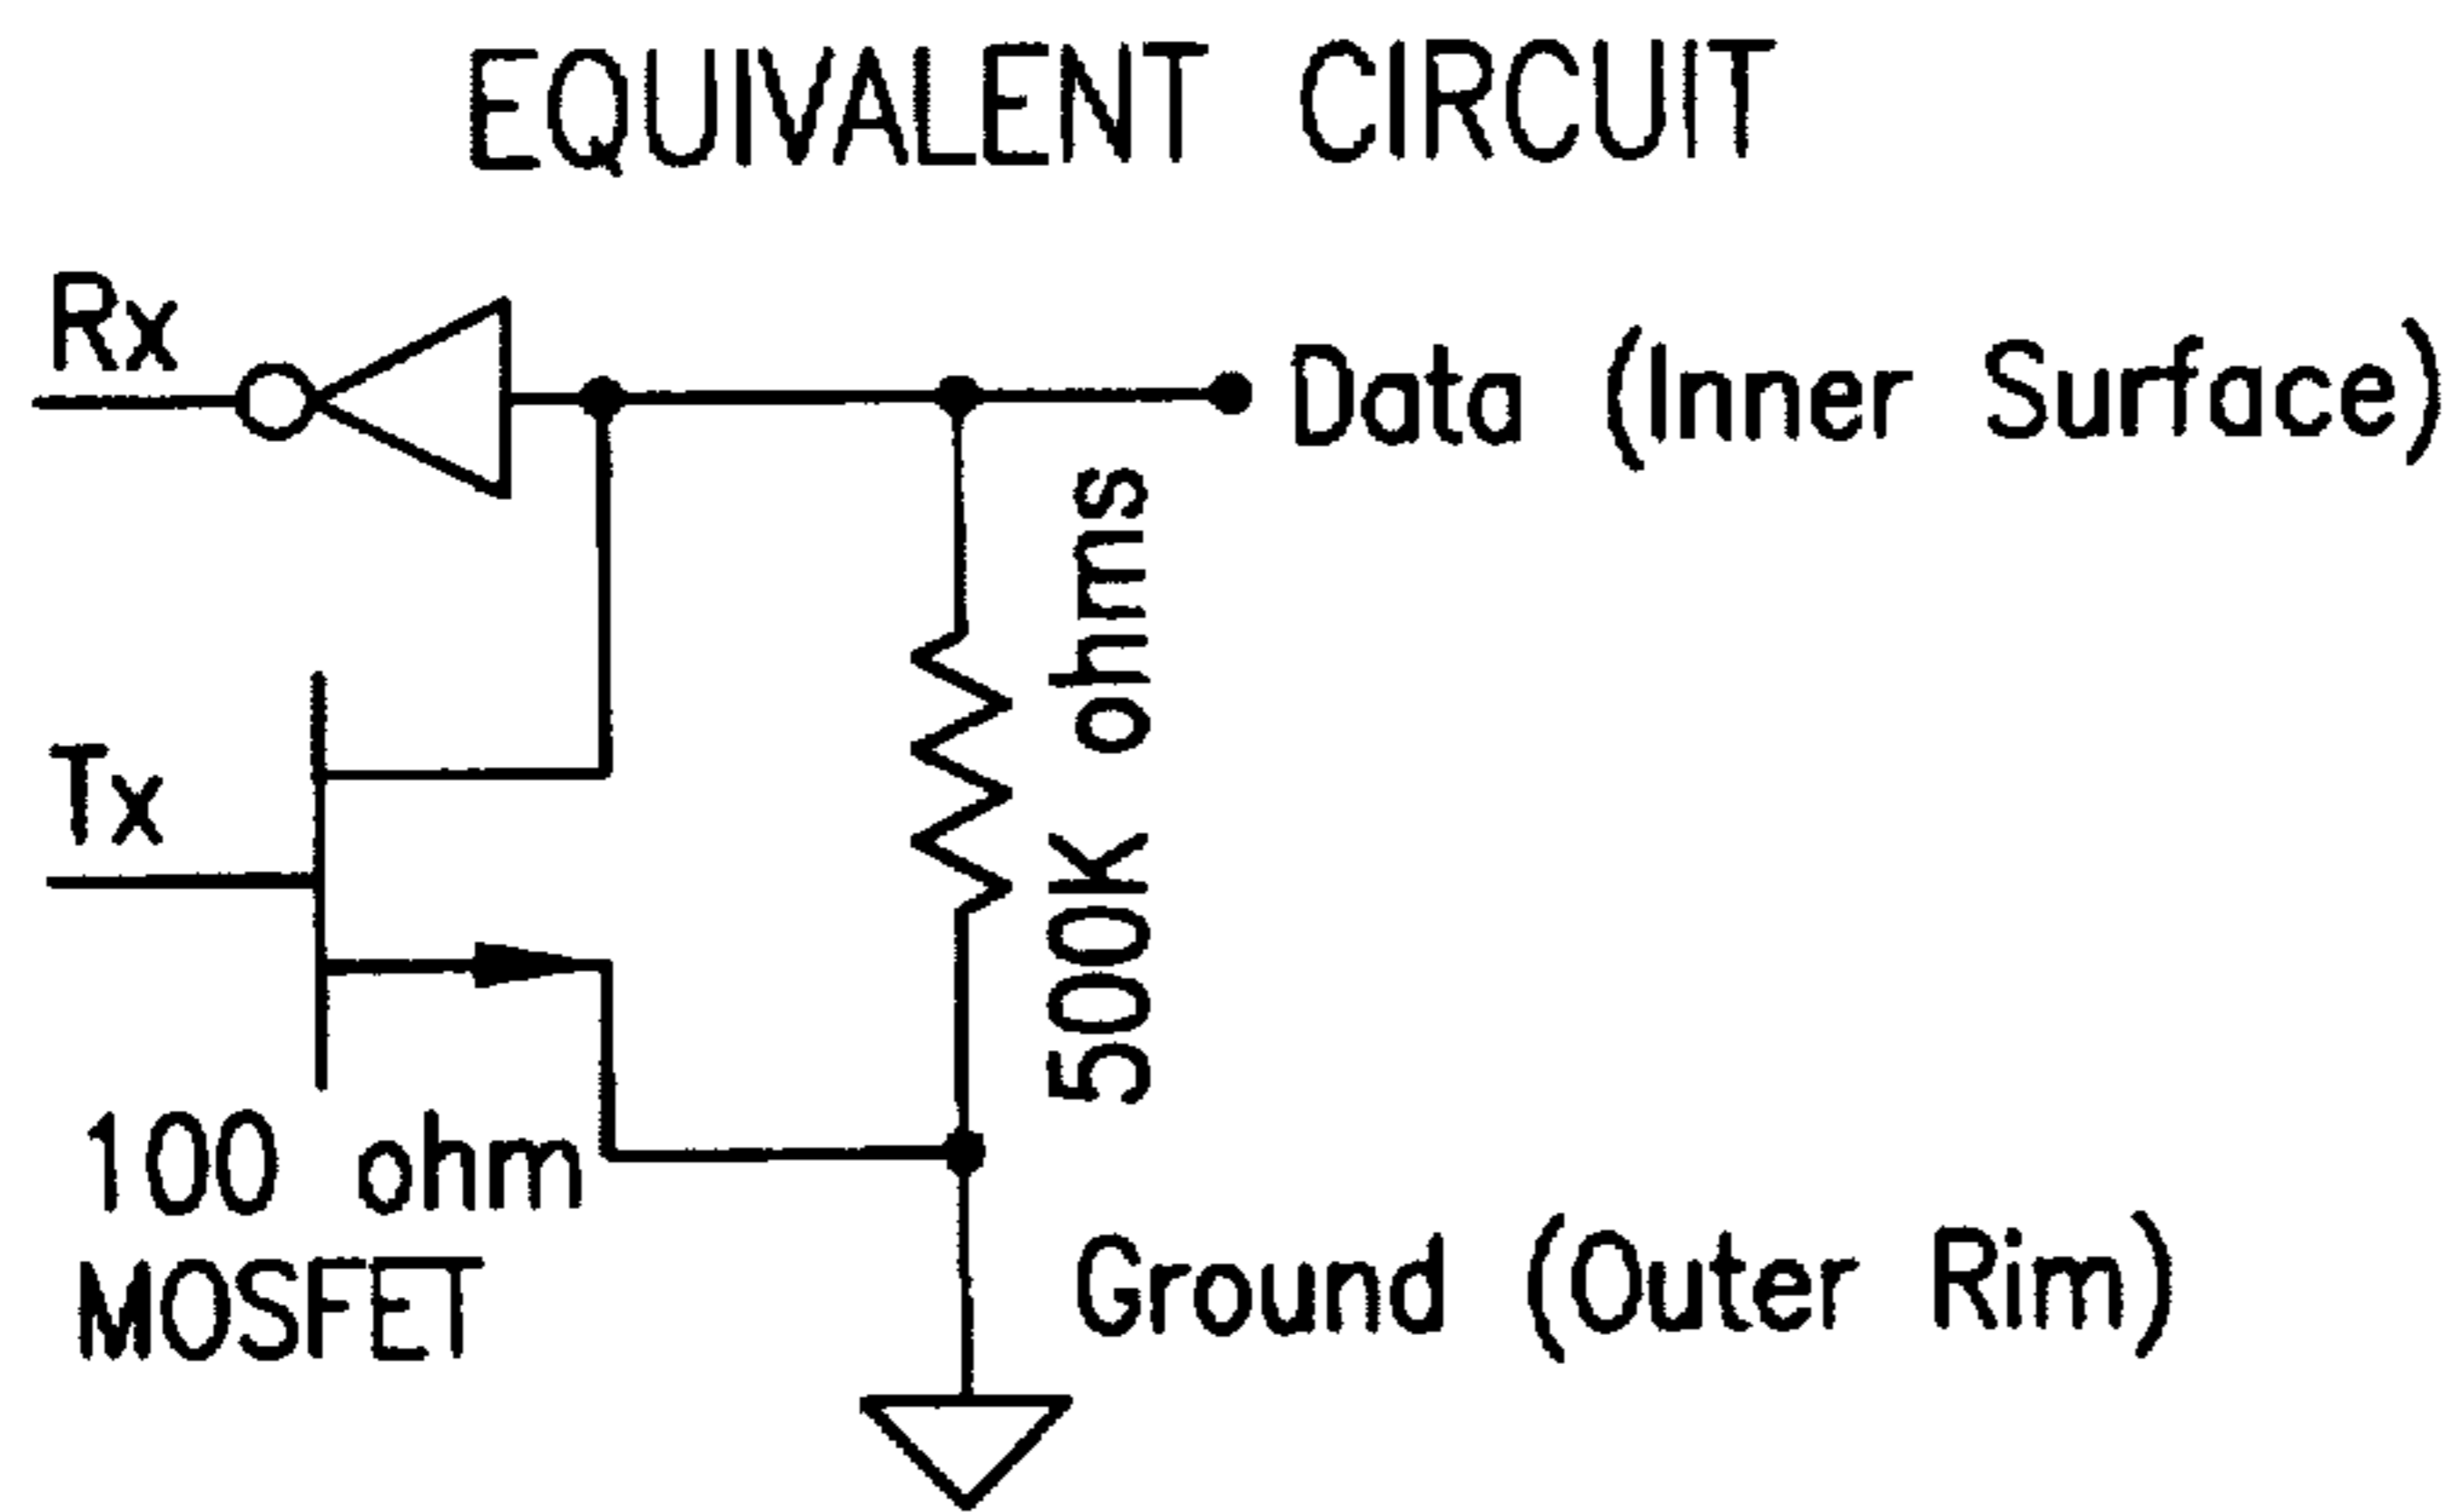 EQUIVALENT CIRCUIT
Rx
Data (Inner Surface)
500K ohms
Tx
100 ohm
MOSFET
Ground (Outer Rim)